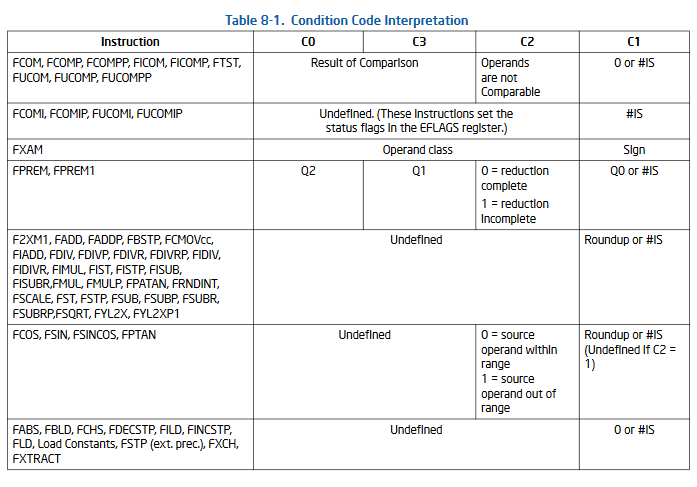 Table 8-1. Condition Code Interpretation
Instruction C0 C3 C2 C1
FCOM, FCOMP, FCOMPP, FICOM, FICOMP, FTST, Result of Comparison Operands 0 or #IS
FUCOM, FUCOMP, FUCOMPP are not
Comparable
FCOMI, FCOMIP, FUCOMI, FUCOMIP Undefined. (These instructions set the #IS
status flags in the EFLAGS register.)
FXAM Operand class Sign
FPREM, FPREM1 Q2 Q1 0 = reduction Q0 or #IS
complete
1 = reduction
incomplete
F2XM1, FADD, FADDP, FBSTP, FCMOVcc, Undefined Roundup or #IS
FIADD, FDIV, FDIVP, FDIVR, FDIVRP, FIDIV,
FIDIVR, FIMUL, FIST, FISTP, FISUB,
FISUBR,FMUL, FMULP, FPATAN, FRNDINT,
FSCALE, FST, FSTP, FSUB, FSUBP, FSUBR,
FSUBRP,FSQRT, FYL2X, FYL2XP1
FCOS, FSIN, FSINCOS, FPTAN Undefined 0 = source Roundup or #IS
operand within (Undefined if C2 =
range 1)
1 = source
operand out of
range
FABS, FBLD, FCHS, FDECSTP, FILD, FINCSTP, Undefined 0 or #IS
FLD, Load Constants, FSTP (ext. prec.), FXCH,
FXTRACT